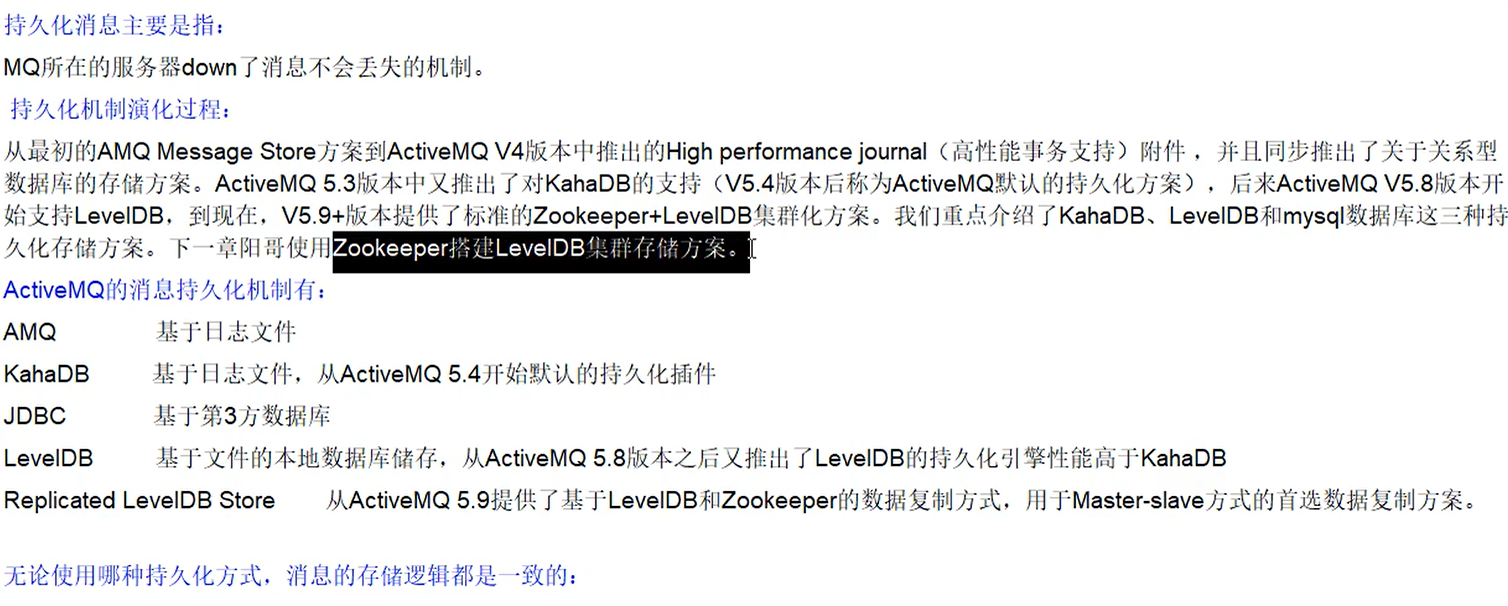 持久化消息主要是指：
MQ所在的服务器down了消息不会丢失的机制。
持久化机制演化过程：
从最初的AMQ Message Store方案到ActiveMQ V4版本中推出的High performance journal（高性能事务支持）附件，并且同步推出了关于关系型
数据库的存储方案。ActiveMQ 5.3版本中又推出了对KahaDB的支持（V5.4版本后称为ActiveMQ默认的持久化方案），后来ActiveMQ V5.8版本开
始支持LevelDB，到现在，V5.9+版本提供了标准的Zookeeper+LevelDB集群化方案。我们重点介绍了KahaDB、LevelDB和mysql数据库这三种持
久化存储方案。下一章阳哥使用Zookeeper搭建LevelDB集群存储方案。
ActiveMQ的消息持久化机制有：
AMQ 基于日志文件
KahaDB 基于日志文件，从ActiveMQ 5.4开始默认的持久化插件
JDBC 基于第3方数据库
LevelDB 基于文件的本地数据库储存，从ActiveMQ 5.8版本之后又推出了LevelDB的持久化引擎性能高于KahaDB
Replicated LevelDB Store 从ActiveMQ 5.9提供了基于LevelDB和Zookeeper的数据复制方式，用于Master-slave方式的首选数据复制方案。
无论使用哪种持久化方式，消息的存储逻辑都是一致的：